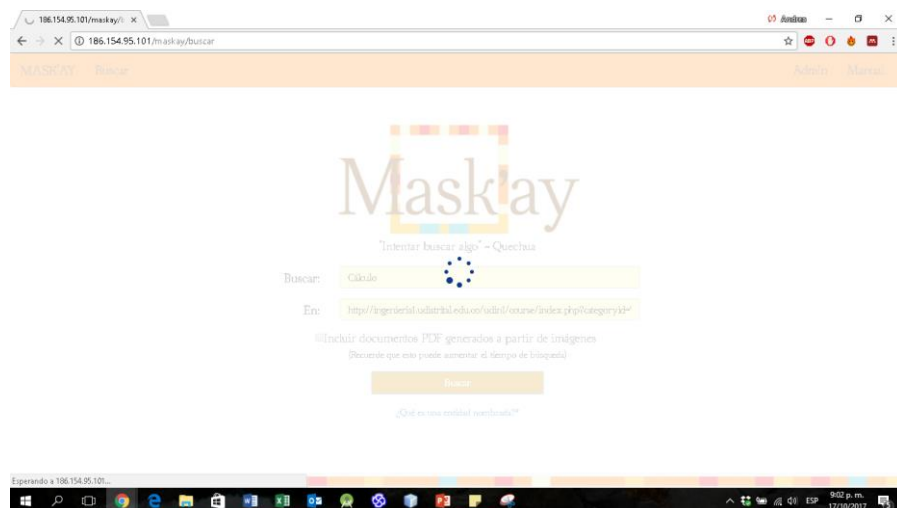 186.154.95.101/maskay/
Andrea
186.154.95.101/maskay/buscar
MASK'AY Buscar Admin Manual
Mask'ay
"Intentar buscar algo" - Quechua
Buscar: Cálculo
En: http://ingenieria1.udistrital.edu.co/udin1/course/index.php?categoryid=
Incluir documentos PDF generados a partir de imágenes
(Recuerde que esto puede aumentar el tiempo de búsqueda)
Buscar
¿Qué es una entidad nombrada?
Esperando a 186.154.95.101...
ESP
9:02 p. m.
17/10/2017